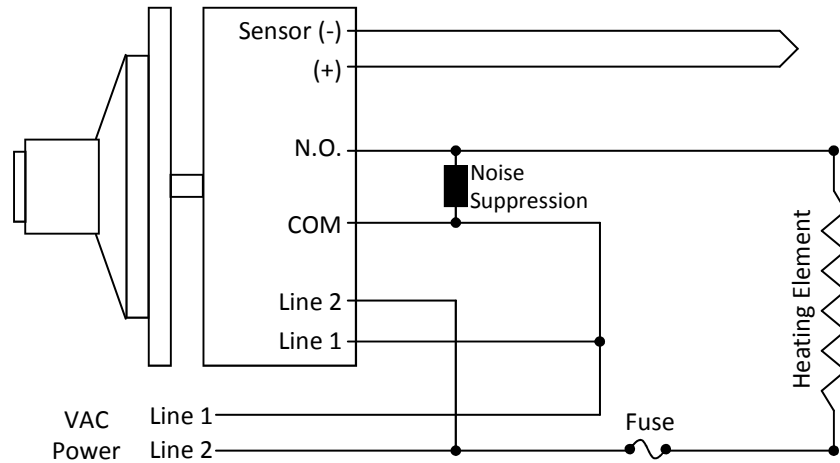 Sensor (-)
(+)
N.O.
Noise
Suppression
COM
Heating Element
Line 2
Line 1
VAC
Power
Line 1
Line 2
Fuse